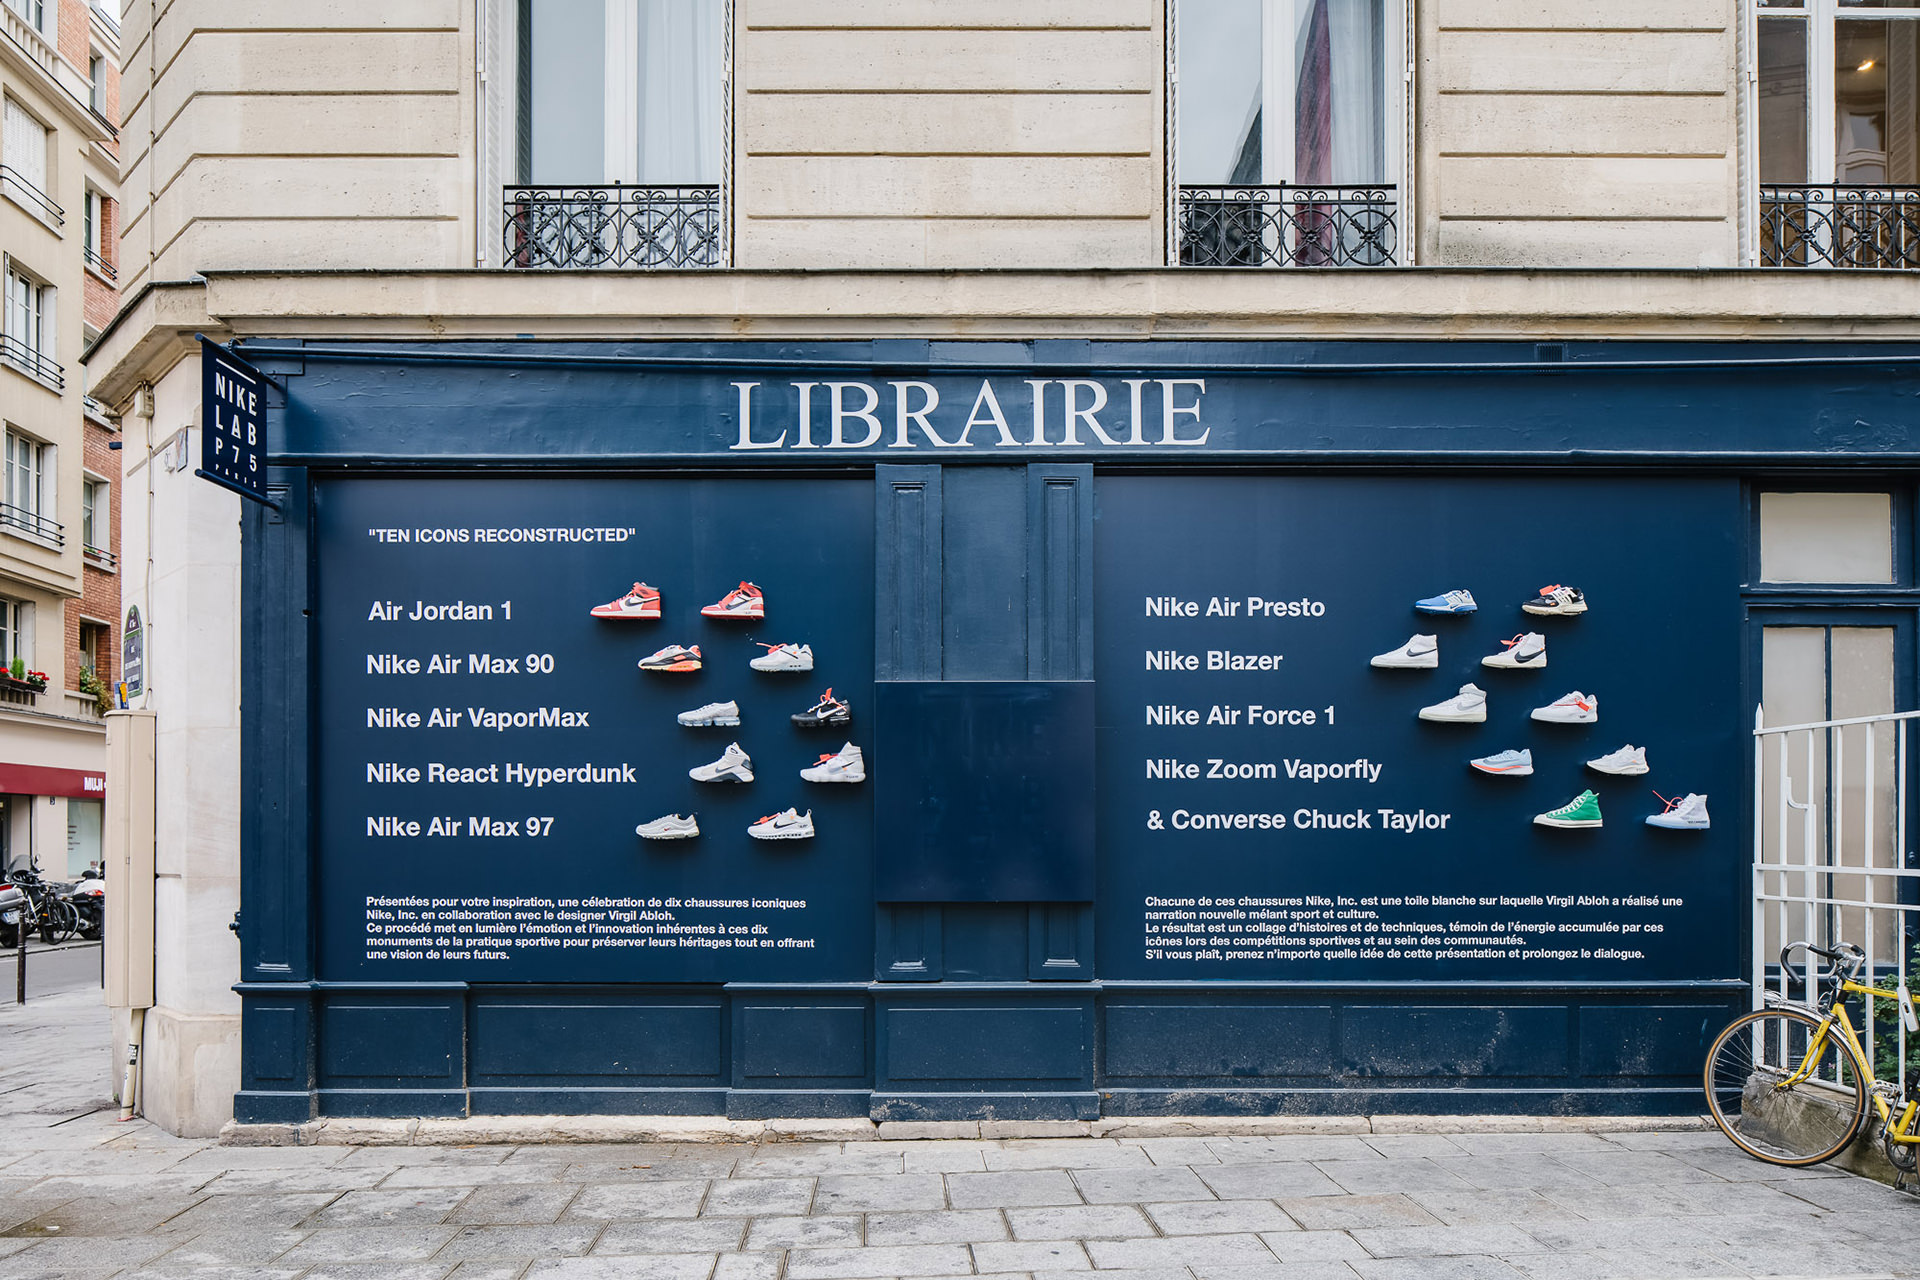 LIBRAIRIE
NIKE
LAB
P75
PARIS
"TEN ICONS RECONSTRUCTED"
Air Jordan 1
Nike Air Max 90
Nike Air VaporMax
Nike React Hyperdunk
Nike Air Max 97
Présentées pour votre inspiration, une célébration de dix chaussures iconiques
Nike, Inc. en collaboration avec le designer Virgil Abloh.
Ce procédé met en lumière l'émotion et l'innovation inhérentes à ces dix
monuments de la pratique sportive pour préserver leurs héritages tout en offrant
une vision de leurs futurs.
Nike Air Presto
Nike Blazer
Nike Air Force 1
Nike Zoom Vaporfly
& Converse Chuck Taylor
Chacune de ces chaussures Nike, Inc. est une toile blanche sur laquelle Virgil Abloh a réalisé une
narration nouvelle mélant sport et culture.
Le résultat est un collage d'histoires et de techniques, témoin de l'énergie accumulée par ces
icônes lors des compétitions sportives et au sein des communautés.
S'il vous plaît, prenez n'importe quelle idée de cette présentation et prolongez le dialogue.
MUJI